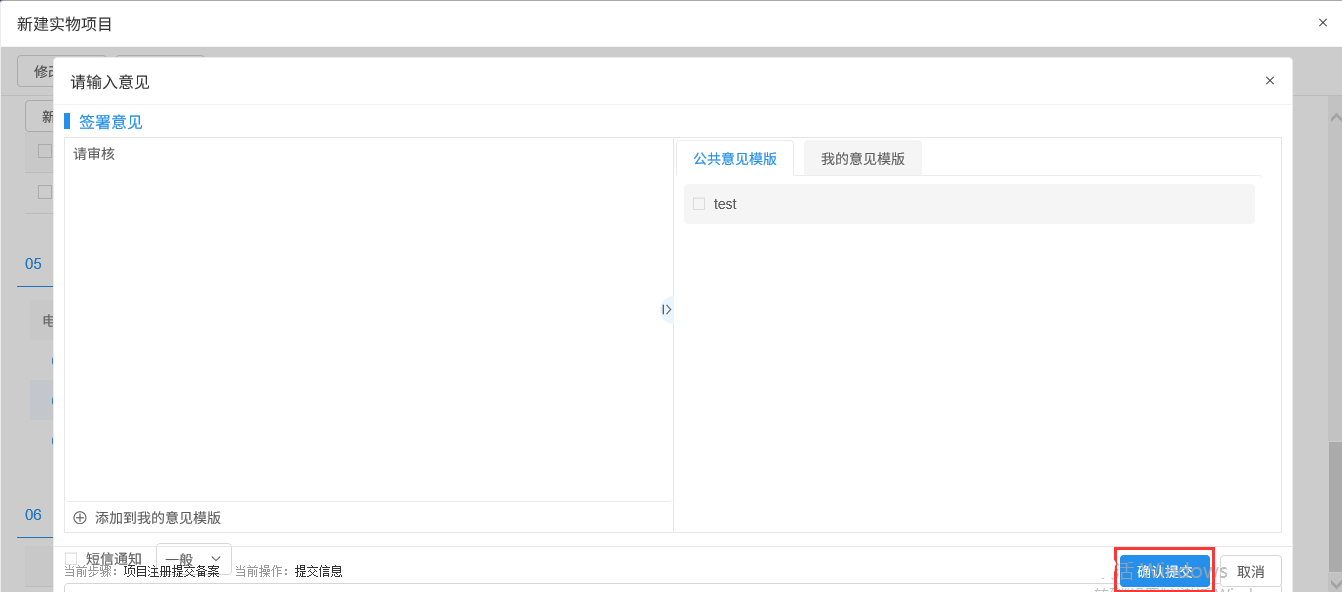 新建实物项目
请输入意见
签署意见
请审核
公共意见模版 我的意见模版
test
05
06
添加到我的意见模版
短信通知 一般
当前步骤：项目注册提交备案 当前操作：提交信息
确认提交 取消